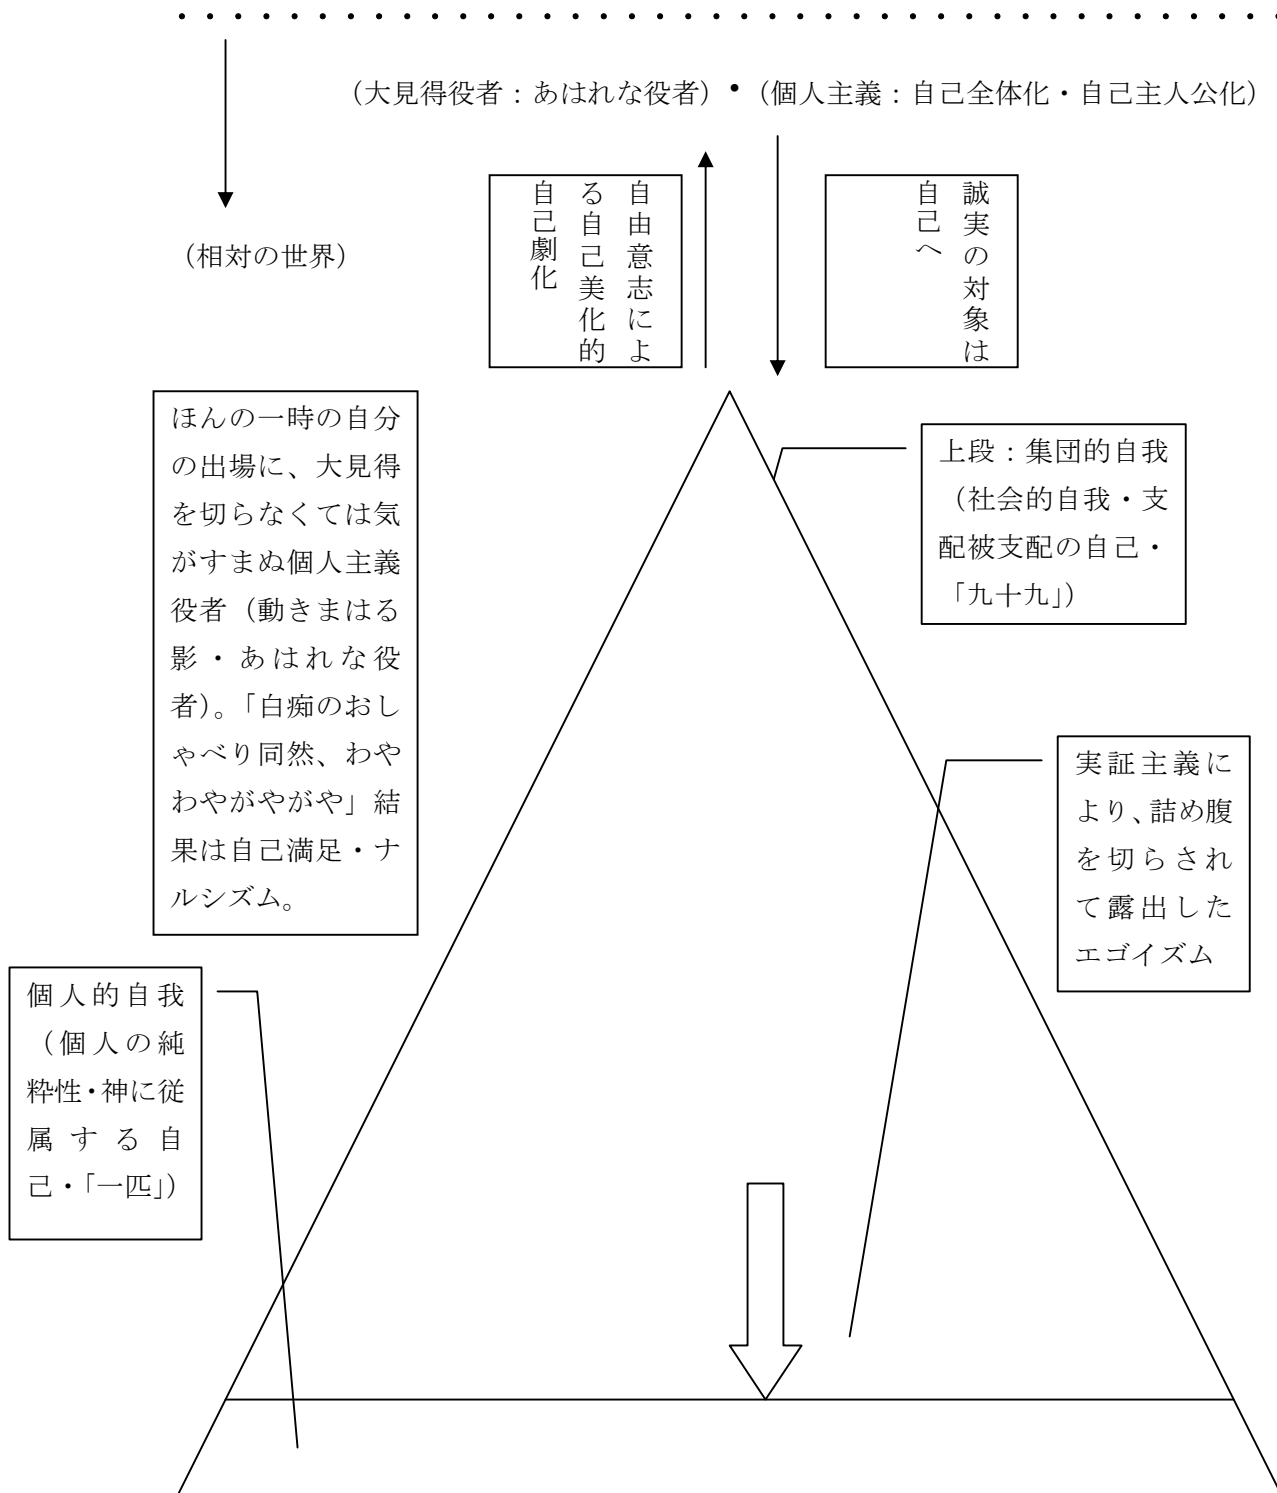 （大見得役者：あはれな役者）・（個人主義：自己全体化・自己主人公化）
自由意志によ
る自己美化的
自己劇化
誠実の対象は
自己へ
（相対の世界）
ほんの一時の自分
の出場に、大見得
を切らなくては気
がすまぬ個人主義
役者（動きまはる
影・あはれな役
者）。「白痴のおし
ゃべり同然、わや
わやがやがや」結
果は自己満足・ナ
ルシズム。
上段：集団的自我
（社会的自我・支
配被支配の自己・
「九十九」）
実証主義に
より、詰め腹
を切らされ
て露出した
エゴイズム
個人的自我
（個人の純
粋性・神に従
属する自
己・「一匹」）